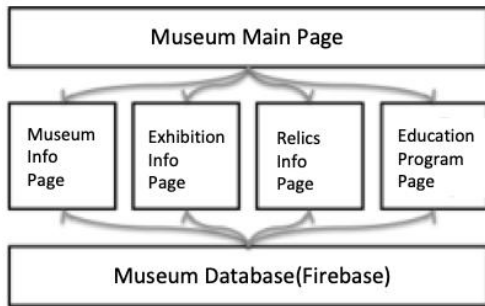 Museum Main Page
Museum
Info
Page
Exhibition
Info
Page
Relics
Info
Page
Education
Program
Page
Museum Database(Firebase)